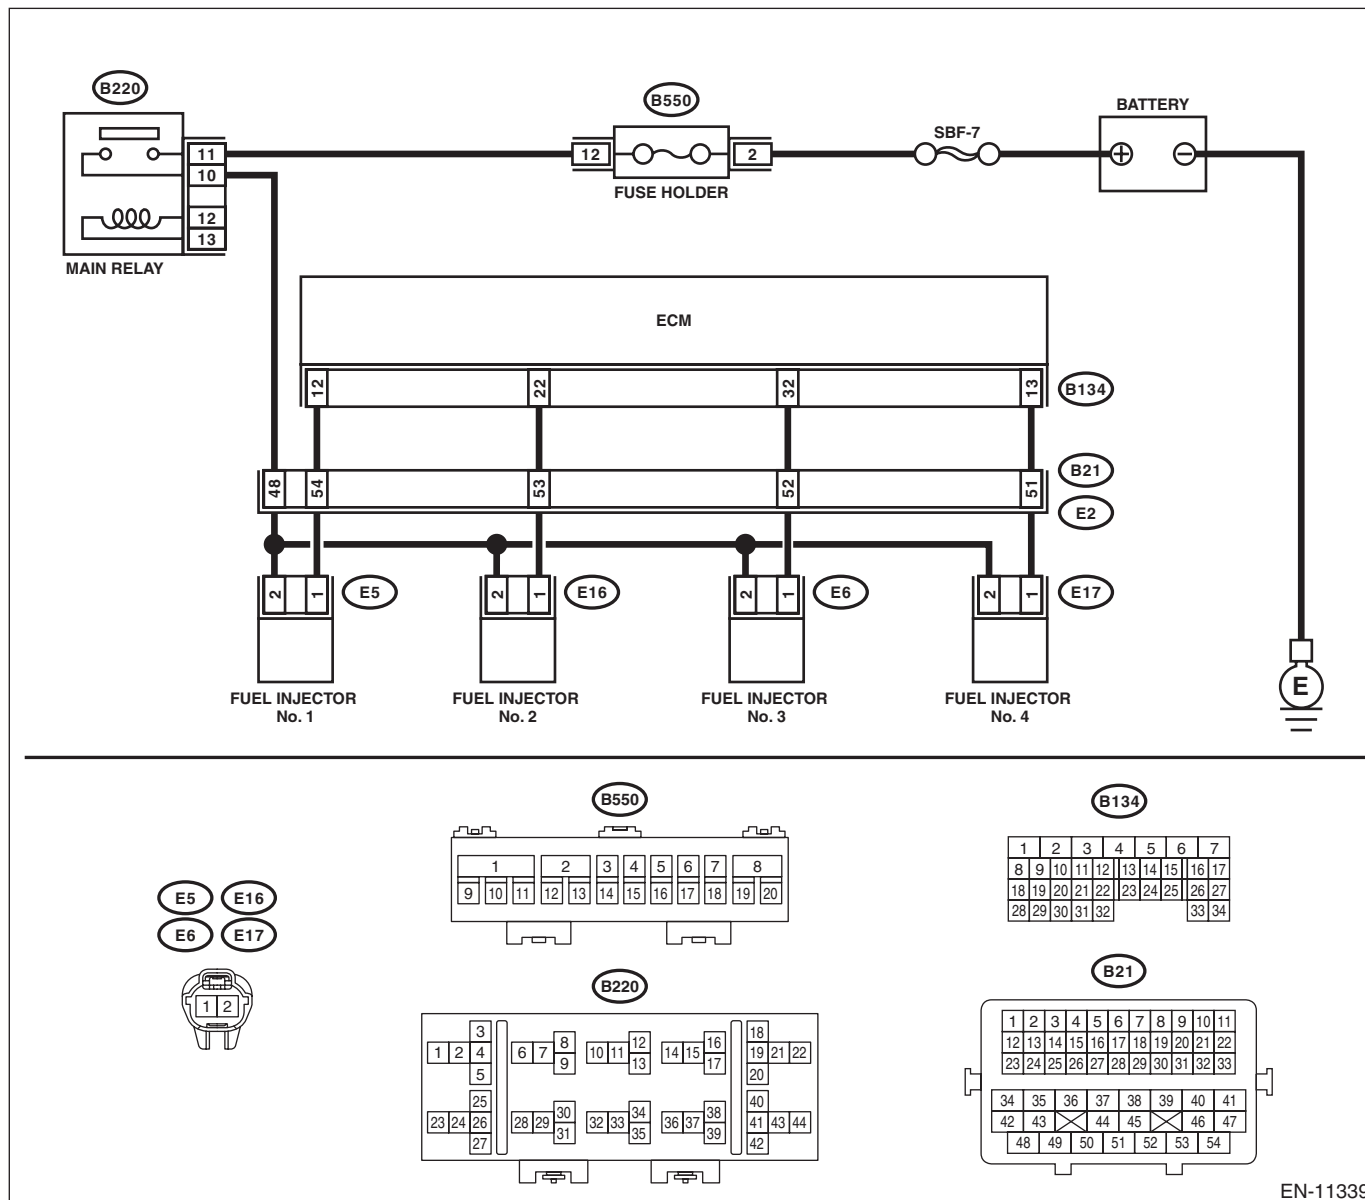 B220
B550
BATTERY
SBF-7
11
10
12
13
12
2
FUSE HOLDER
MAIN RELAY
ECM
12
22
32
13
B134
48
54
53
52
51
B21
E2
2
1
E5
2
1
E16
2
1
E6
2
1
E17
E
FUEL INJECTOR
No. 1
FUEL INJECTOR
No. 2
FUEL INJECTOR
No. 3
FUEL INJECTOR
No. 4
B550
1 2 3 4 5 6 7 8
9 10 11 12 13 14 15 16 17 18 19 20
B134
1 2 3 4 5 6 7
8 9 10 11 12 13 14 15 16 17
18 19 20 21 22 23 24 25 26 27
28 29 30 31 32 33 34
E5 E16
E6 E17
1 2
B220
3 8 12 16 18
1 2 4 6 7 10 11 14 15 19 21 22
9 13 17
5 20
25 30 34 38 40
23 24 26 28 29 32 33 36 37 41 43 44
31 35 39
27 42
B21
1 2 3 4 5 6 7 8 9 10 11
12 13 14 15 16 17 18 19 20 21 22
23 24 25 26 27 28 29 30 31 32 33
34 35 36 37 38 39 40 41
42 43 44 45 46 47
48 49 50 51 52 53 54
EN-11339